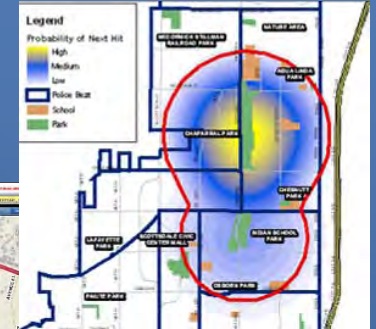 Legend
Probability of Next Hit
High
Medium
Low
Police Beat
School
Park
MCCORMICK STILLMAN
RAILROAD PARK
NATURE AREA
AGUA LINDA
PARK
CHAPARRAL PARK
CHESNUTT
PARK
LAFAYETTE
PARK
SCOTTSDALE CIVIC
CENTER MALL
INDIAN SCHOOL
PARK
OSBORN PARK
PAIUTE PARK